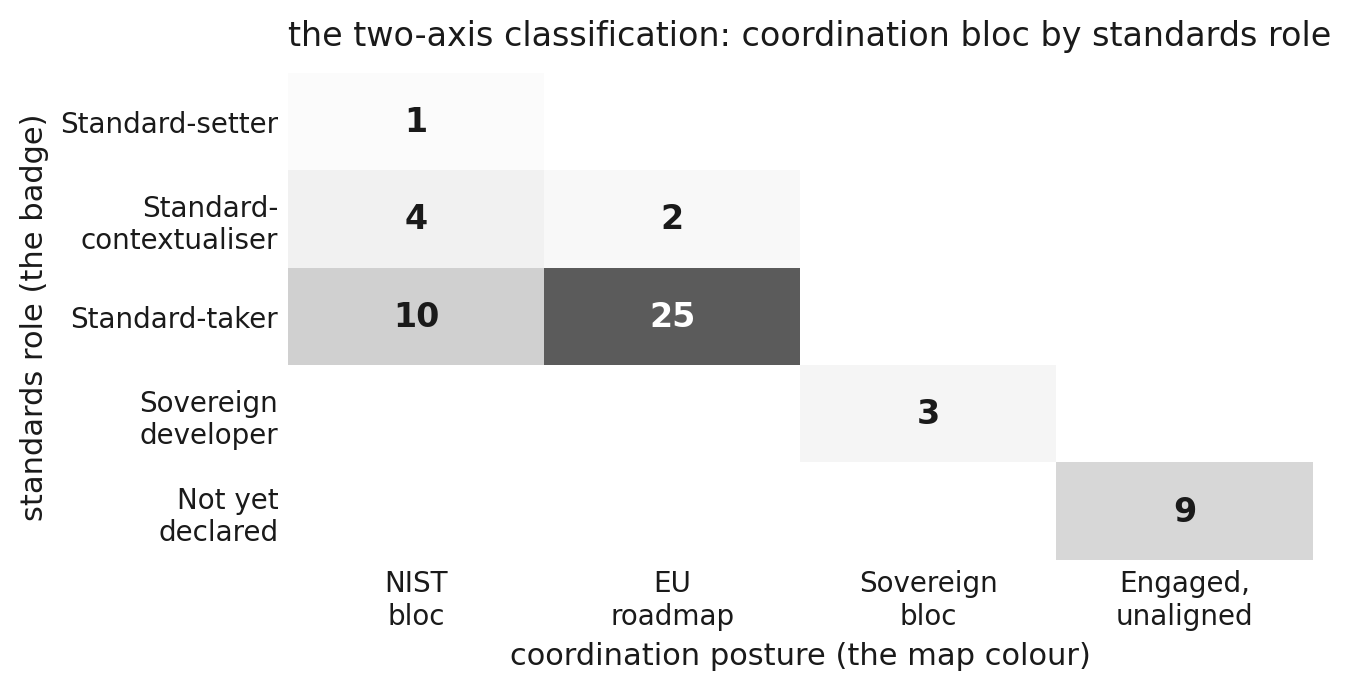 the two-axis classification: coordination bloc by standards role
standards role (the badge)
Standard-setter
1
Standard-
contextualiser
4
2
Standard-taker
10
25
Sovereign
developer
3
Not yet
declared
9
NIST
bloc
EU
roadmap
Sovereign
bloc
Engaged,
unaligned
coordination posture (the map colour)